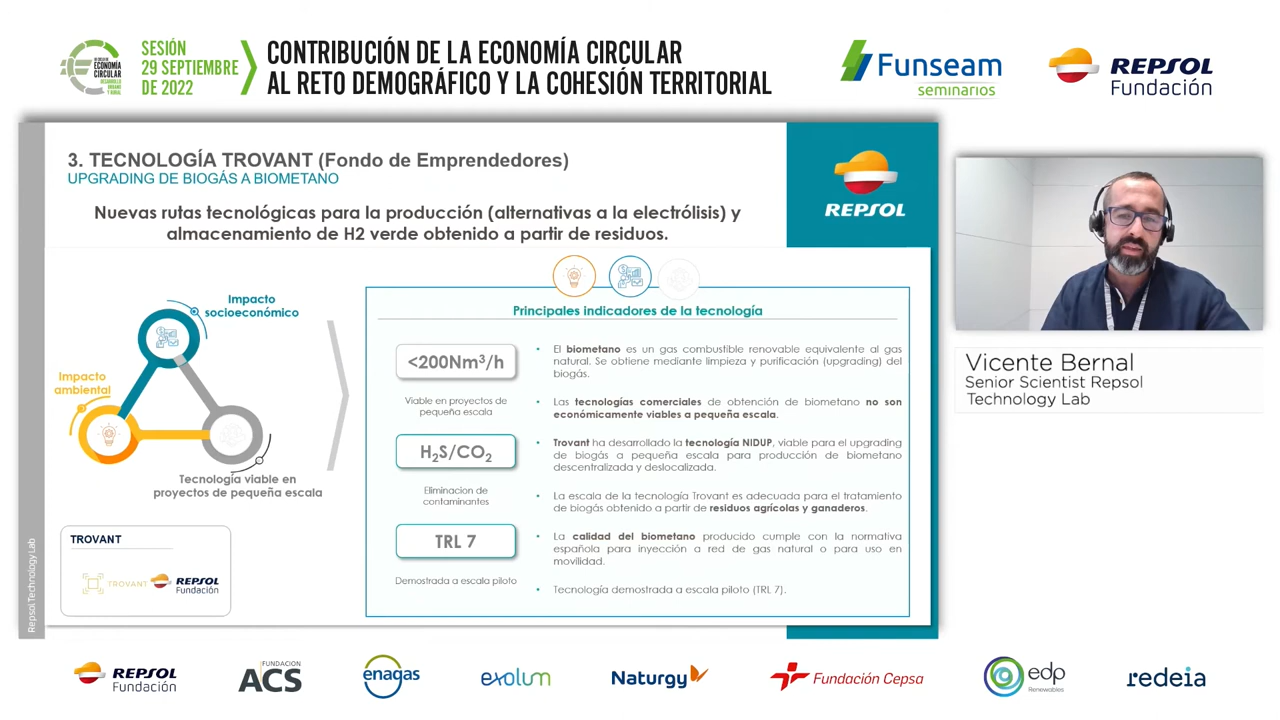 SESIÓN
29 SEPTIEMBRE
DE 2022
CONTRIBUCIÓN DE LA ECONOMÍA CIRCULAR
AL RETO DEMOGRÁFICO Y LA COHESIÓN TERRITORIAL
ECONOMÍA
CIRCULAR
Funseam
seminarios
REPSOL
Fundación
3. TECNOLOGÍA TROVANT (Fondo de Emprendedores)
UPGRADING DE BIOGÁS A BIOMETANO
Nuevas rutas tecnológicas para la producción (alternativas a la electrólisis) y
almacenamiento de H2 verde obtenido a partir de residuos.
REPSOL
Impacto
socioeconómico
Impacto
ambiental
Tecnología viable en
proyectos de pequeña escala
TROVANT
TROVANT
REPSOL
Fundación
Repsol Technology Lab
Principales indicadores de la tecnología
<200Nm³/h
Viable en proyectos de
pequeña escala
H₂S/CO₂
Eliminacion de
contaminantes
TRL 7
Demostrada a escala piloto
• El biometano es un gas combustible renovable equivalente al gas
natural. Se obtiene mediante limpieza y purificación (upgrading) del
biogás.
• Las tecnologías comerciales de obtención de biometano no son
económicamente viables a pequeña escala.
• Trovant ha desarrollado la tecnología NIDUP, viable para el upgrading
de biogás a pequeña escala para producción de biometano
descentralizada y deslocalizada.
• La escala de la tecnología Trovant es adecuada para el tratamiento
de biogás obtenido a partir de residuos agrícolas y ganaderos.
• La calidad del biometano producido cumple con la normativa
española para inyección a red de gas natural o para uso en
movilidad.
• Tecnología demostrada a escala piloto (TRL 7).
Vicente Bernal
Senior Scientist Repsol
Technology Lab
REPSOL
Fundación
FUNDACION
ACS
enagas
exolum
Naturgy
Fundación Cepsa
edp
Renewables
redeia